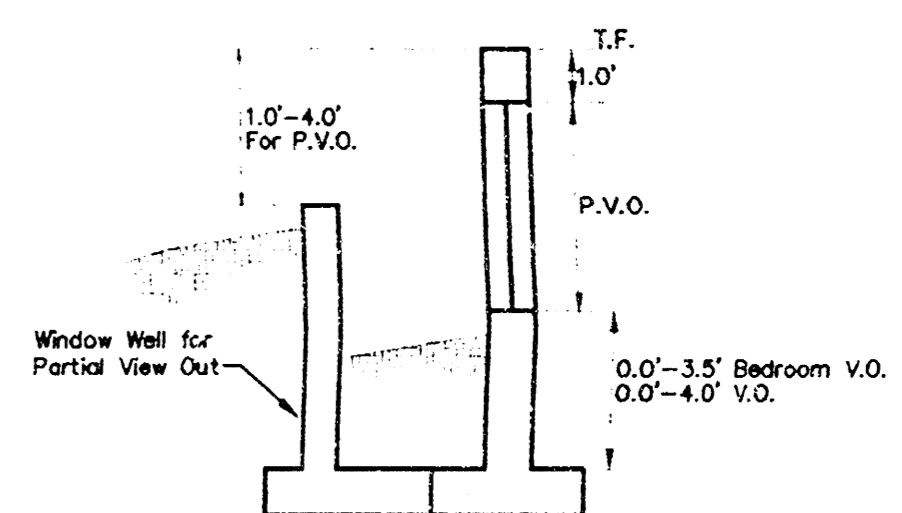 T.F.
1.0'
1.0'-4.0'
For P.V.O.
P.V.O.
Window Well for
Partial View Out
0.0'-3.5' Bedroom V.O.
0.0'-4.0' V.O.